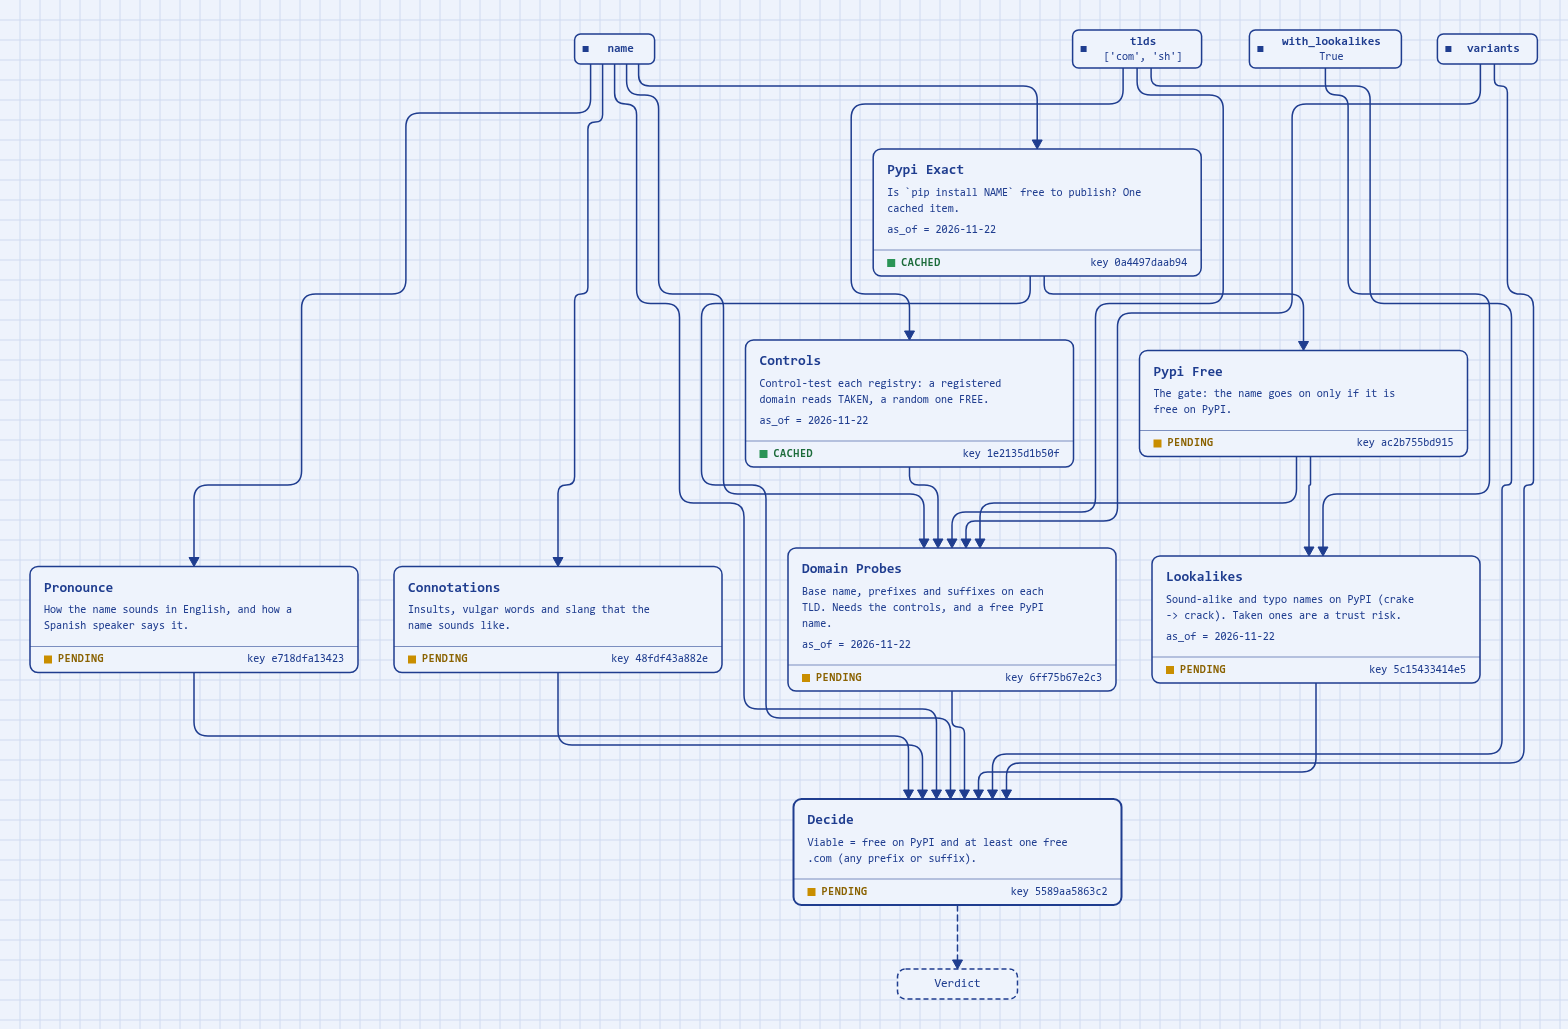 name
tlds
['com', 'sh']
with_lookalikes
True
variants
Pypi Exact
Is `pip install NAME` free to publish? One
cached item.
as_of = 2026-11-22
CACHED key 0a4497daab94
Controls
Control-test each registry: a registered
domain reads TAKEN, a random one FREE.
as_of = 2026-11-22
CACHED key 1e2135d1b50f
Pypi Free
The gate: the name goes on only if it is
free on PyPI.
PENDING key ac2b755bd915
Pronounce
How the name sounds in English, and how a
Spanish speaker says it.
PENDING key e718dfa13423
Connotations
Insults, vulgar words and slang that the
name sounds like.
PENDING key 48fdf43a882e
Domain Probes
Base name, prefixes and suffixes on each
TLD. Needs the controls, and a free PyPI
name.
as_of = 2026-11-22
PENDING key 6ff75b67e2c3
Lookalikes
Sound-alike and typo names on PyPI (crake
-> crack). Taken ones are a trust risk.
as_of = 2026-11-22
PENDING key 5c15433414e5
Decide
Viable = free on PyPI and at least one free
.com (any prefix or suffix).
PENDING key 5589aa5863c2
Verdict